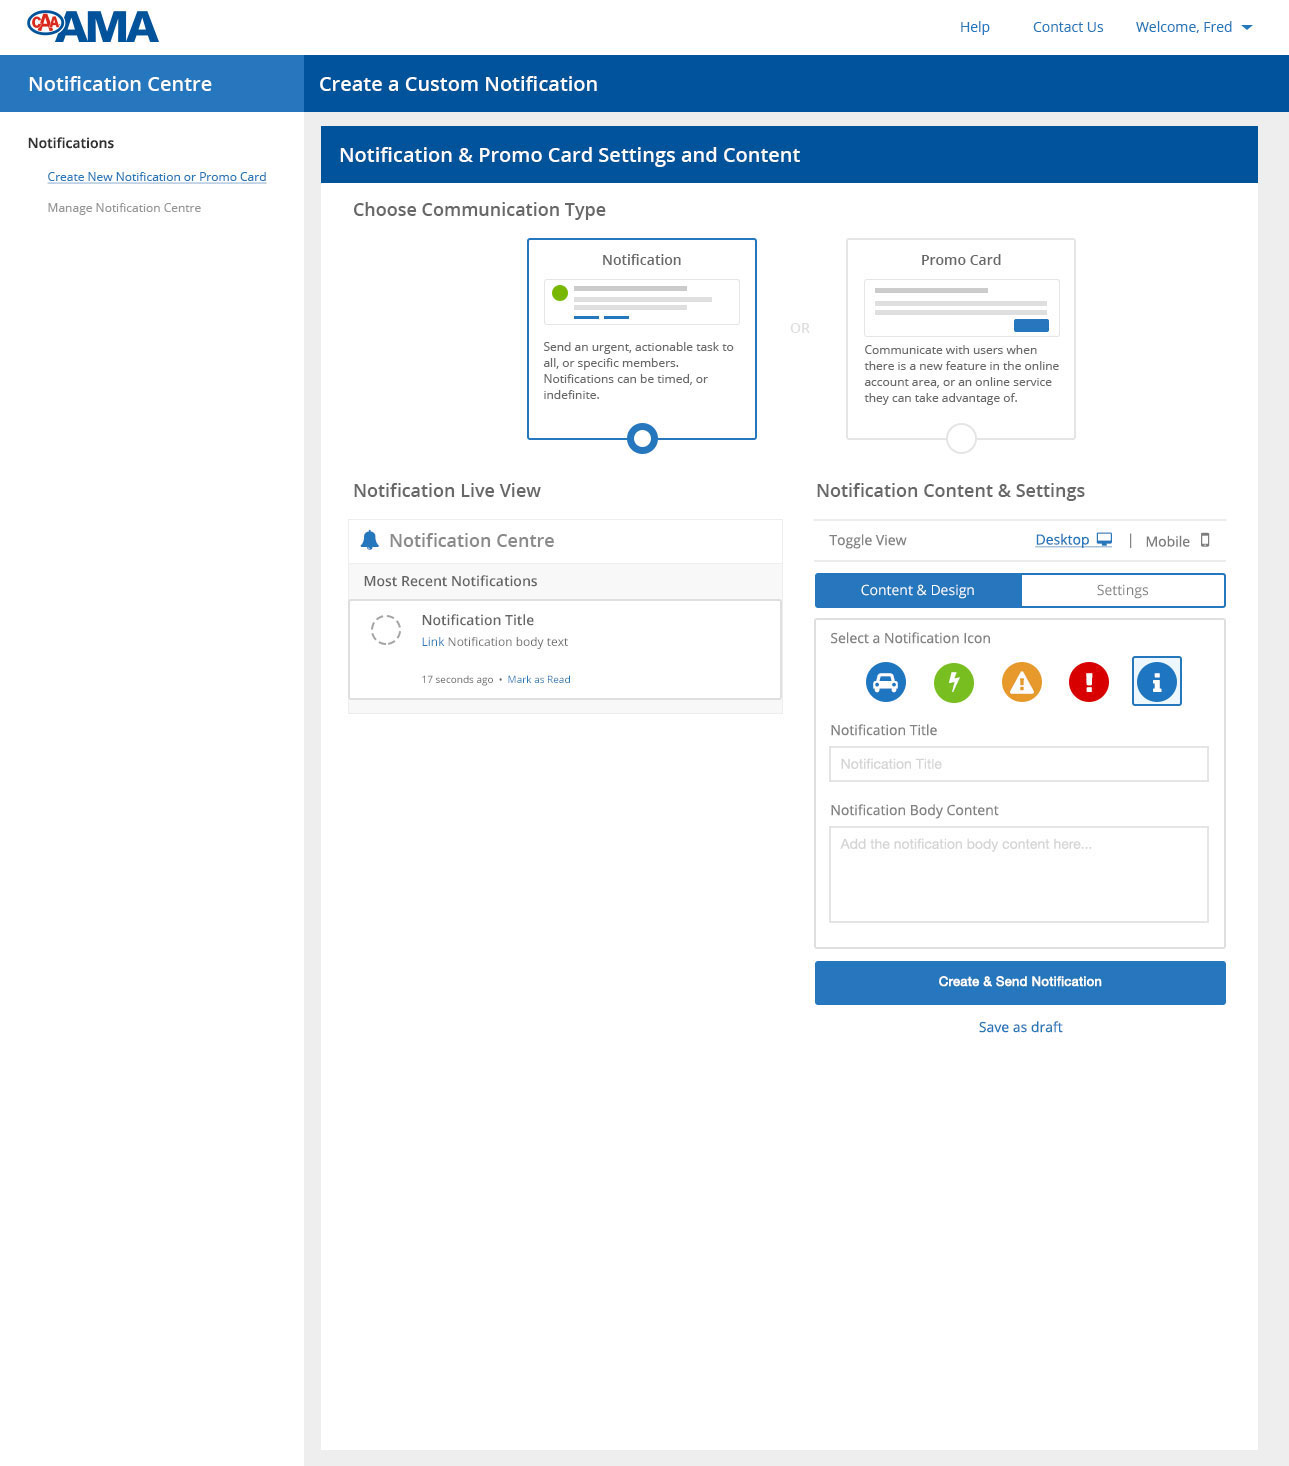 CAA AMA
Help
Contact Us
Welcome, Fred
Notification Centre
Create a Custom Notification
Notifications
Create New Notification or Promo Card
Manage Notification Centre
Notification & Promo Card Settings and Content
Choose Communication Type
Notification
Send an urgent, actionable task to
all, or specific members.
Notifications can be timed, or
indefinite.
OR
Promo Card
Communicate with users when
there is a new feature in the online
account area, or an online service
they can take advantage of.
Notification Live View
Notification Centre
Most Recent Notifications
Notification Title
Link Notification body text
17 seconds ago • Mark as Read
Notification Content & Settings
Toggle View
Desktop | Mobile
Content & Design
Settings
Select a Notification Icon
Notification Title
Notification Title
Notification Body Content
Add the notification body content here...
Create & Send Notification
Save as draft